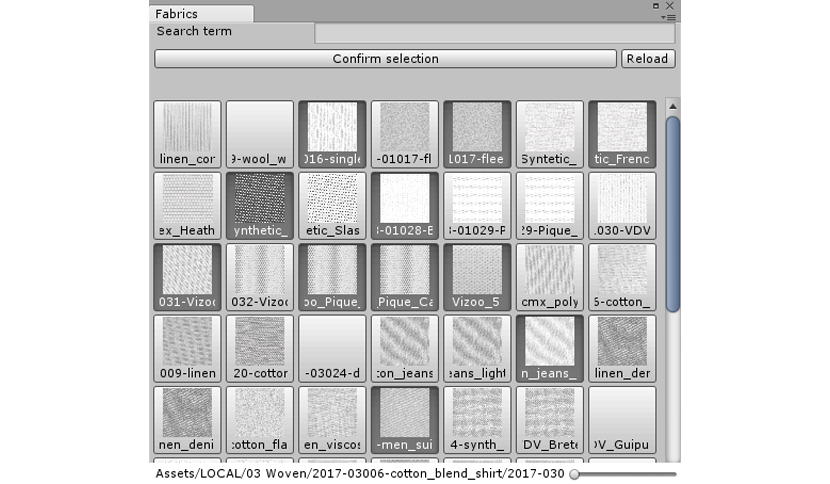 Fabrics
Search term
Confirm selection
Reload
linen_cor
9-wool_w
016-single
-01017-fl
1017-flee
Syntetic_
tic_Frenc
ex_Heath
ynthetic_
etic_Slas
-01028-E
-01029-F
29-Pique_
.030-VDV
031-Vizoo
032-Vizoo
oo_Pique_
Pique_Ca
Vizoo_5
cmx_poly
6-cotton_
009-linen
20-cottor
-03024-d
ton_jeans
eans_light
n_jeans_
linen_der
nen_deni
cotton_fla
en_viscos
-men_sui
4-synth_
DV_Brete
DV_Guipu
Assets/LOCAL/03 Woven/2017-03006-cotton_blend_shirt/2017-030